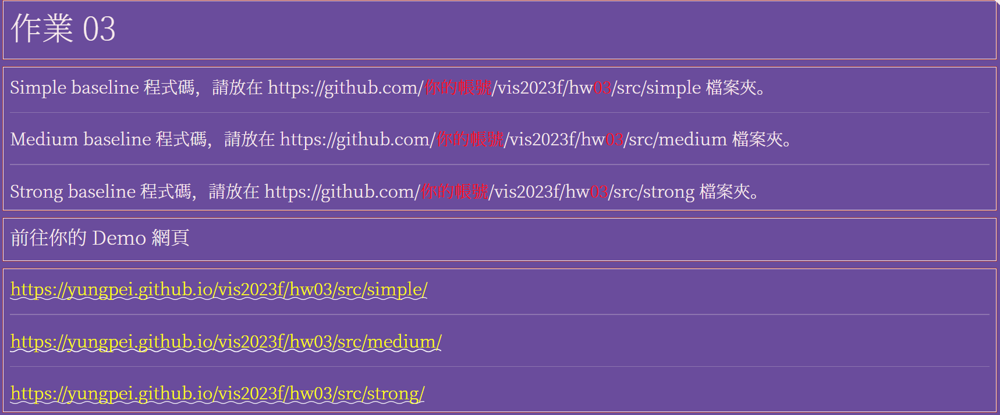 作業 03
Simple baseline 程式碼，請放在 https://github.com/你的帳號/vis2023f/hw03/src/simple 檔案夾。
Medium baseline 程式碼，請放在 https://github.com/你的帳號/vis2023f/hw03/src/medium 檔案夾。
Strong baseline 程式碼，請放在 https://github.com/你的帳號/vis2023f/hw03/src/strong 檔案夾。
前往你的 Demo 網頁
https://yungpei.github.io/vis2023f/hw03/src/simple/
https://yungpei.github.io/vis2023f/hw03/src/medium/
https://yungpei.github.io/vis2023f/hw03/src/strong/